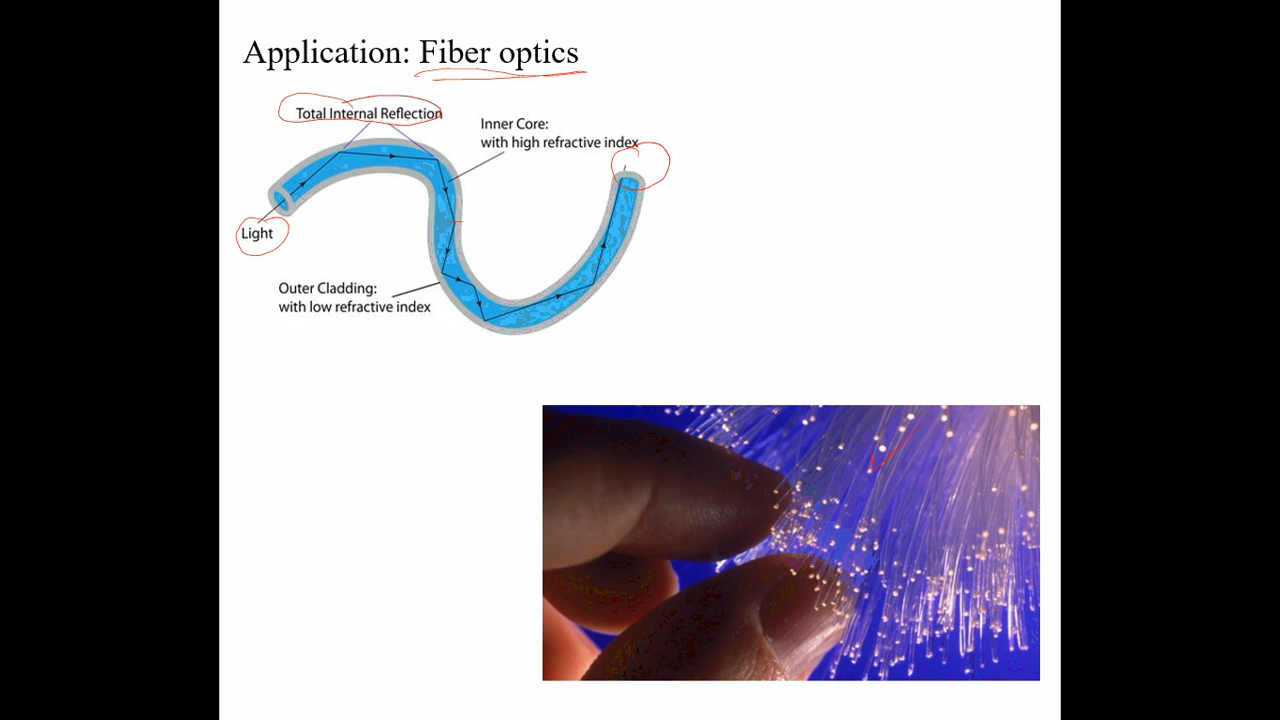 Application: Fiber optics
Total Internal Reflection
Inner Core:
with high refractive index
Light
Outer Cladding:
with low refractive index